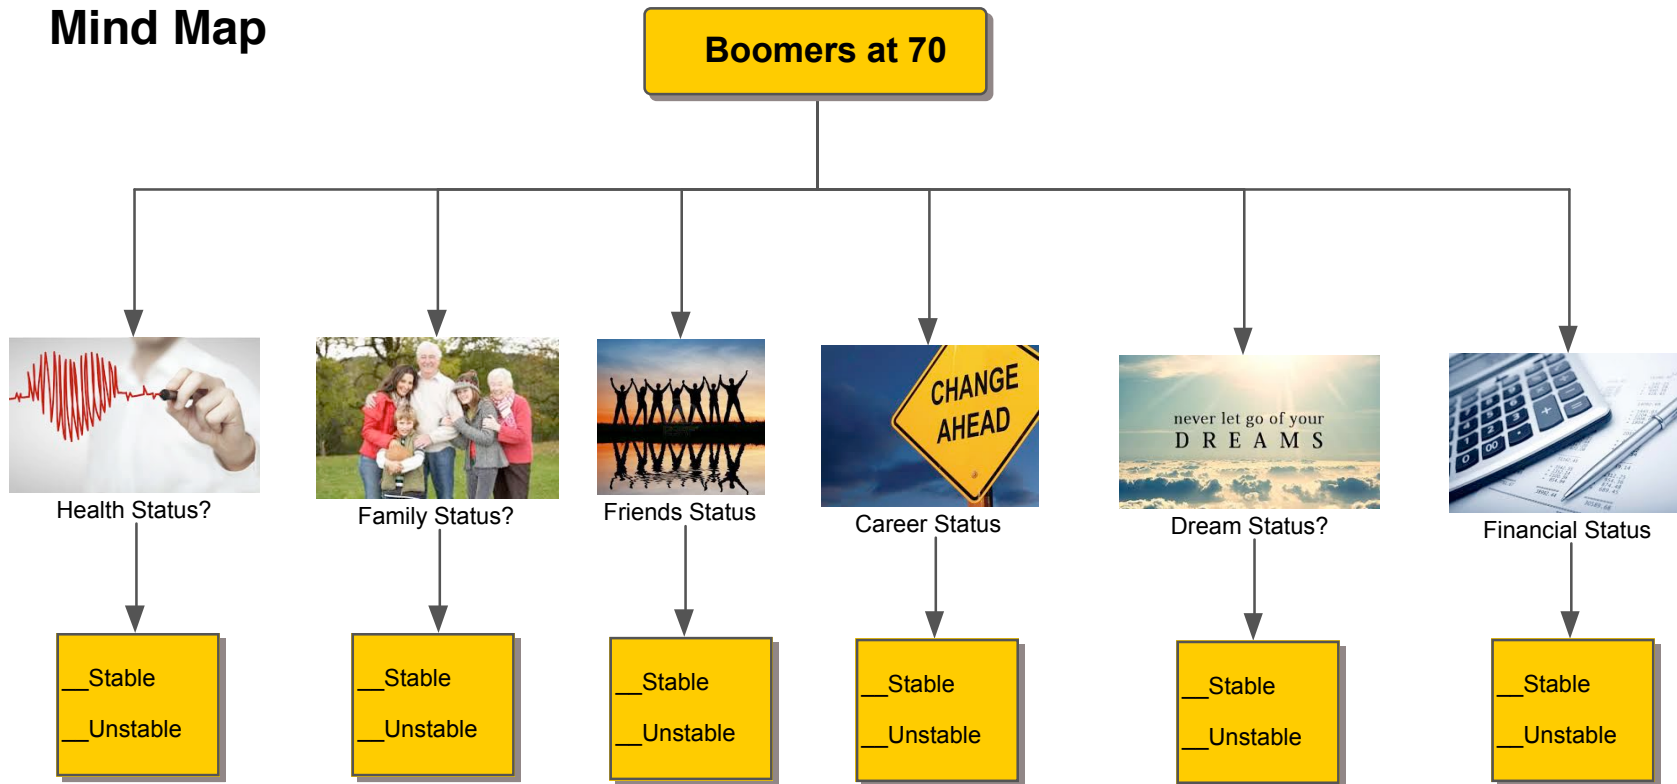 Mind Map
Boomers at 70
CHANGE
AHEAD
never let go of your
DREAMS
Health Status?
Family Status?
Friends Status
Career Status
Dream Status?
Financial Status
__Stable
__Unstable
__Stable
__Unstable
__Stable
__Unstable
__Stable
__Unstable
__Stable
__Unstable
__Stable
__Unstable